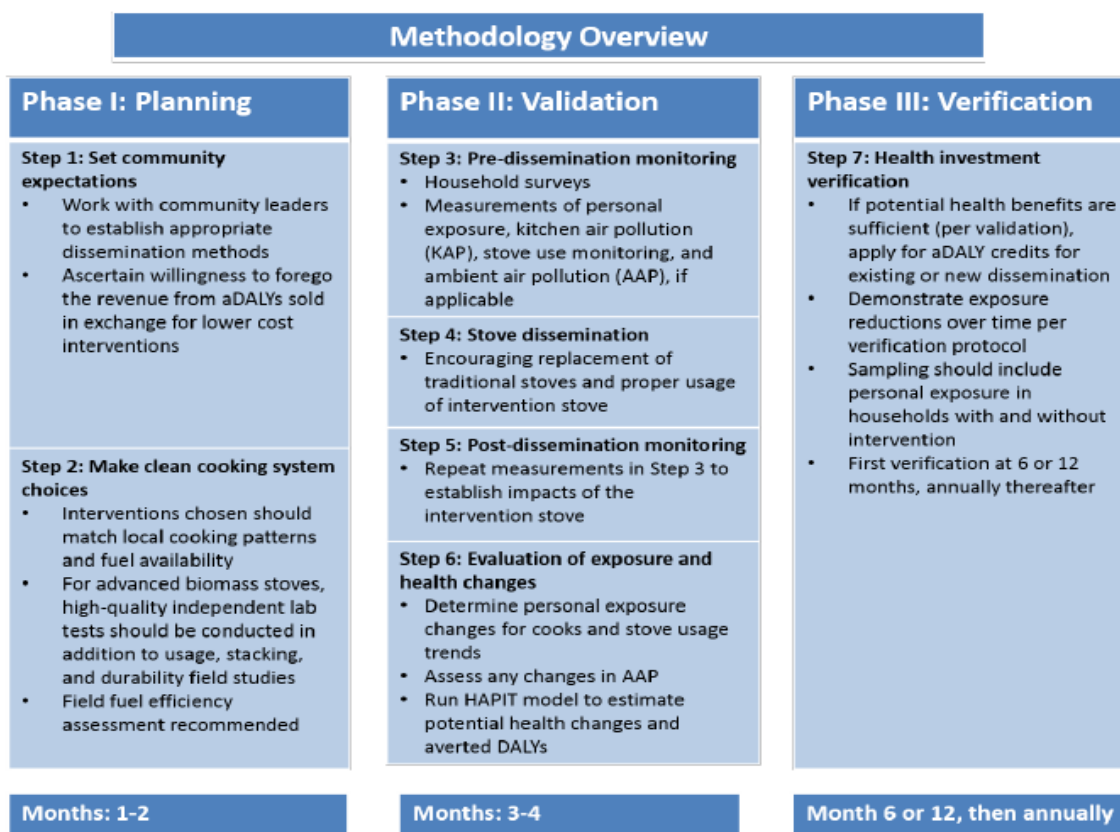 Methodology Overview
Phase I: Planning
Step 1: Set community
expectations
• Work with community leaders
to establish appropriate
dissemination methods
• Ascertain willingness to forego
the revenue from aDALYs sold
in exchange for lower cost
interventions
Step 2: Make clean cooking system
choices
• Interventions chosen should
match local cooking patterns
and fuel availability
• For advanced biomass stoves,
high-quality independent lab
tests should be conducted in
addition to usage, stacking,
and durability field studies
• Field fuel efficiency
assessment recommended
Months: 1-2
Phase II: Validation
Step 3: Pre-dissemination monitoring
• Household surveys
• Measurements of personal
exposure, kitchen air pollution
(KAP), stove use monitoring, and
ambient air pollution (AAP), if
applicable
Step 4: Stove dissemination
• Encouraging replacement of
traditional stoves and proper usage
of intervention stove
Step 5: Post-dissemination monitoring
• Repeat measurements in Step 3 to
establish impacts of the
intervention stove
Step 6: Evaluation of exposure and
health changes
• Determine personal exposure
changes for cooks and stove usage
trends
• Assess any changes in AAP
• Run HAPIT model to estimate
potential health changes and
averted DALYs
Months: 3-4
Phase III: Verification
Step 7: Health investment
verification
• If potential health benefits are
sufficient (per validation),
apply for aDALY credits for
existing or new dissemination
• Demonstrate exposure
reductions over time per
verification protocol
• Sampling should include
personal exposure in
households with and without
intervention
• First verification at 6 or 12
months, annually thereafter
Month 6 or 12, then annually